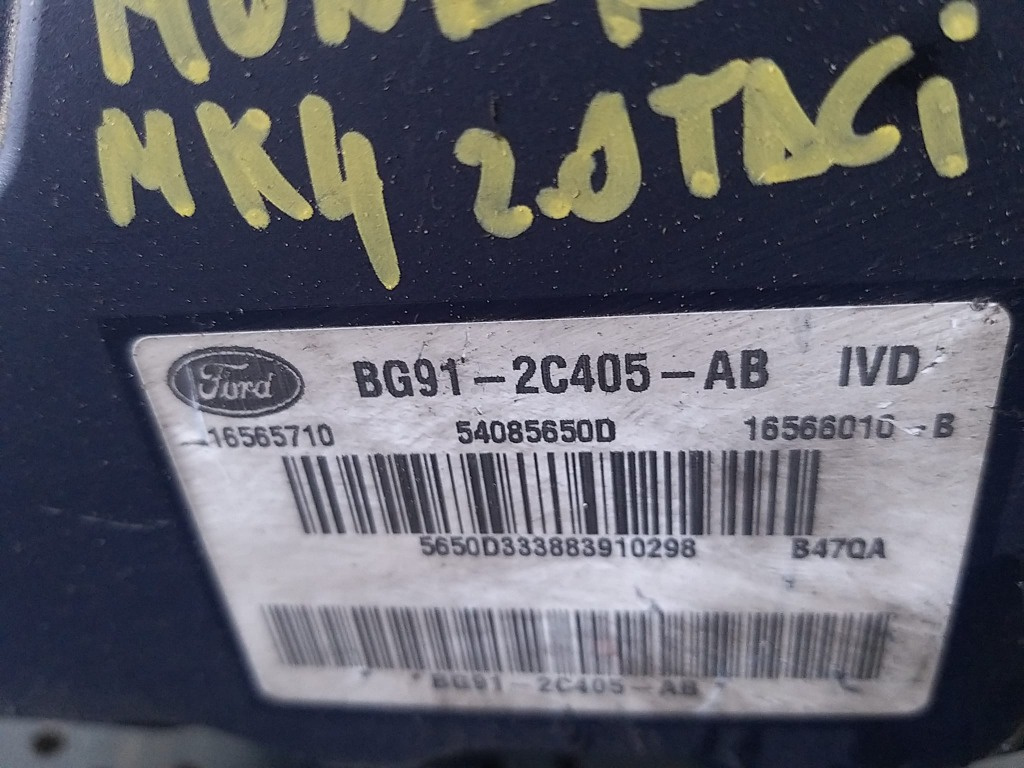 MK4 2.0TDCi
Ford BG91-2C405-AB IVD
16565710 54085650D 16566010-B
5650D333883910298 B47QA
BG91-2C405-AB